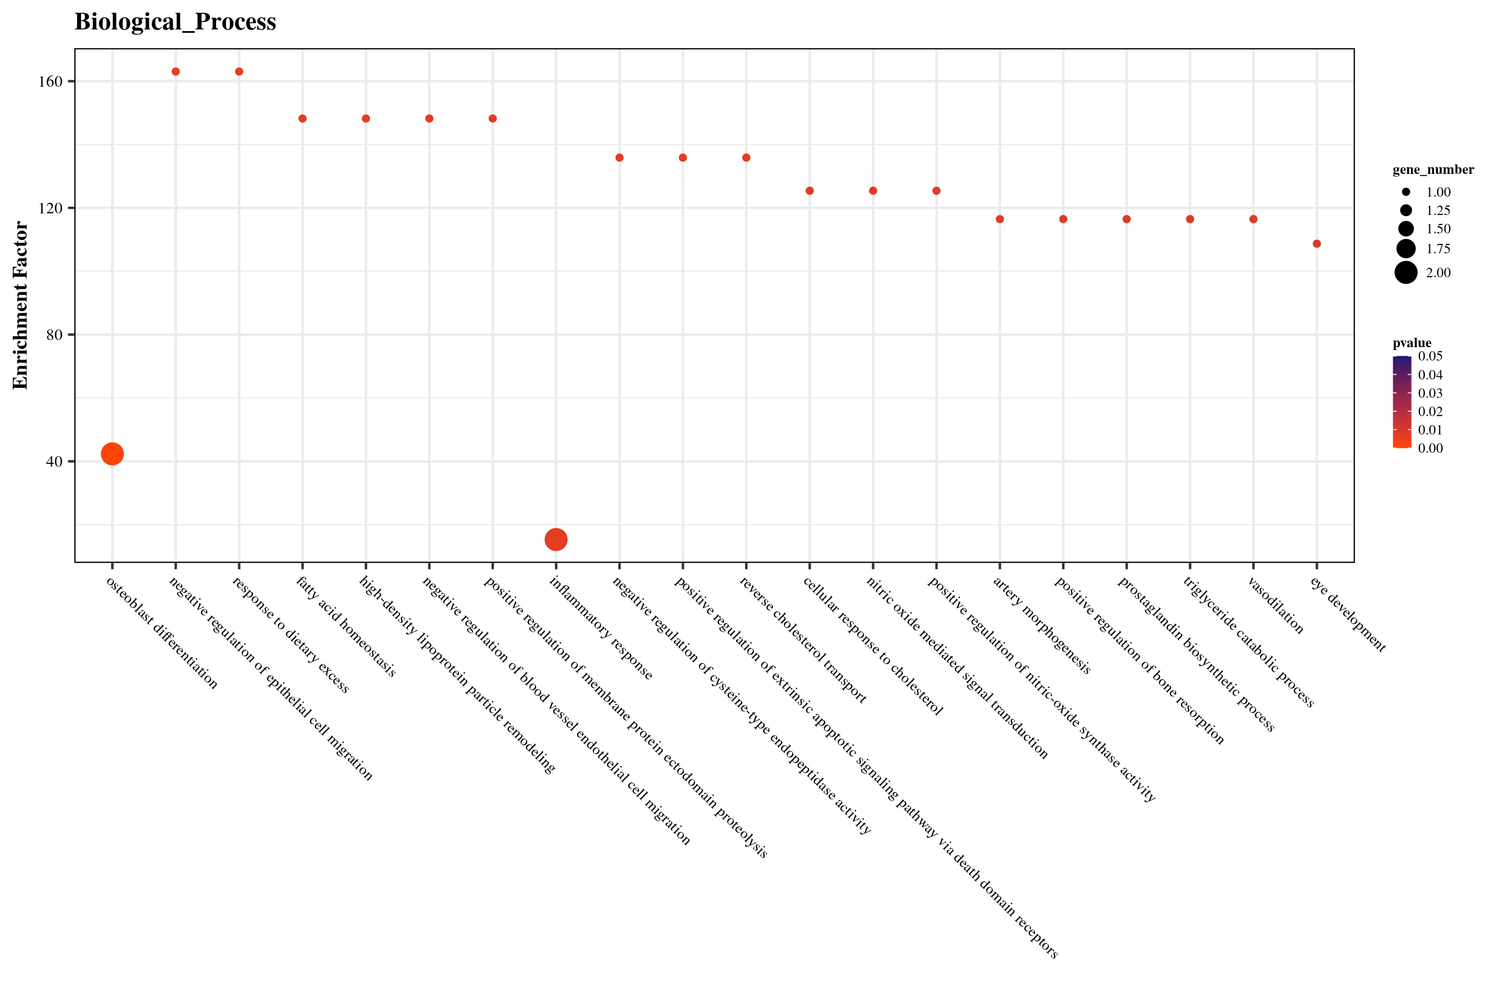 Biological_Process
Enrichment Factor
160
120
80
40
osteoblast differentiation
negative regulation of epithelial cell migration
response to dietary excess
fatty acid homeostasis
high-density lipoprotein particle remodeling
negative regulation of blood vessel endothelial cell migration
positive regulation of membrane protein ectodomain proteolysis
inflammatory response
negative regulation of cysteine-type endopeptidase activity
positive regulation of extrinsic apoptotic signaling pathway via death domain receptors
reverse cholesterol transport
cellular response to cholesterol
nitric oxide mediated signal transduction
positive regulation of nitric-oxide synthase activity
artery morphogenesis
positive regulation of bone resorption
prostaglandin biosynthetic process
triglyceride catabolic process
vasodilation
eye development
gene_number
1.00
1.25
1.50
1.75
2.00
pvalue
0.05
0.04
0.03
0.02
0.01
0.00